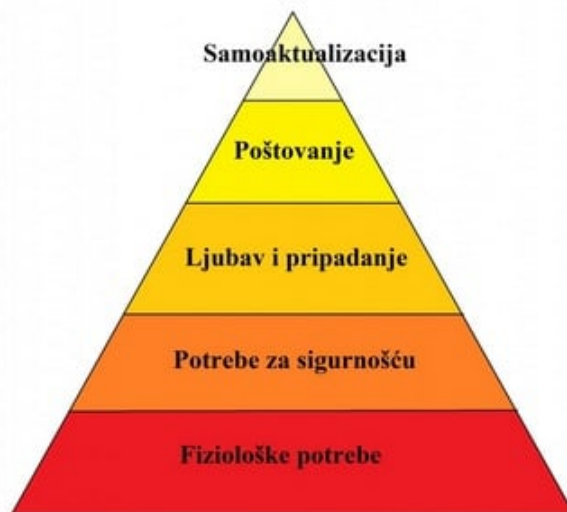 Samoaktualizacija
Poštovanje
Ljubav i pripadanje
Potrebe za sigurnošću
Fiziološke potrebe